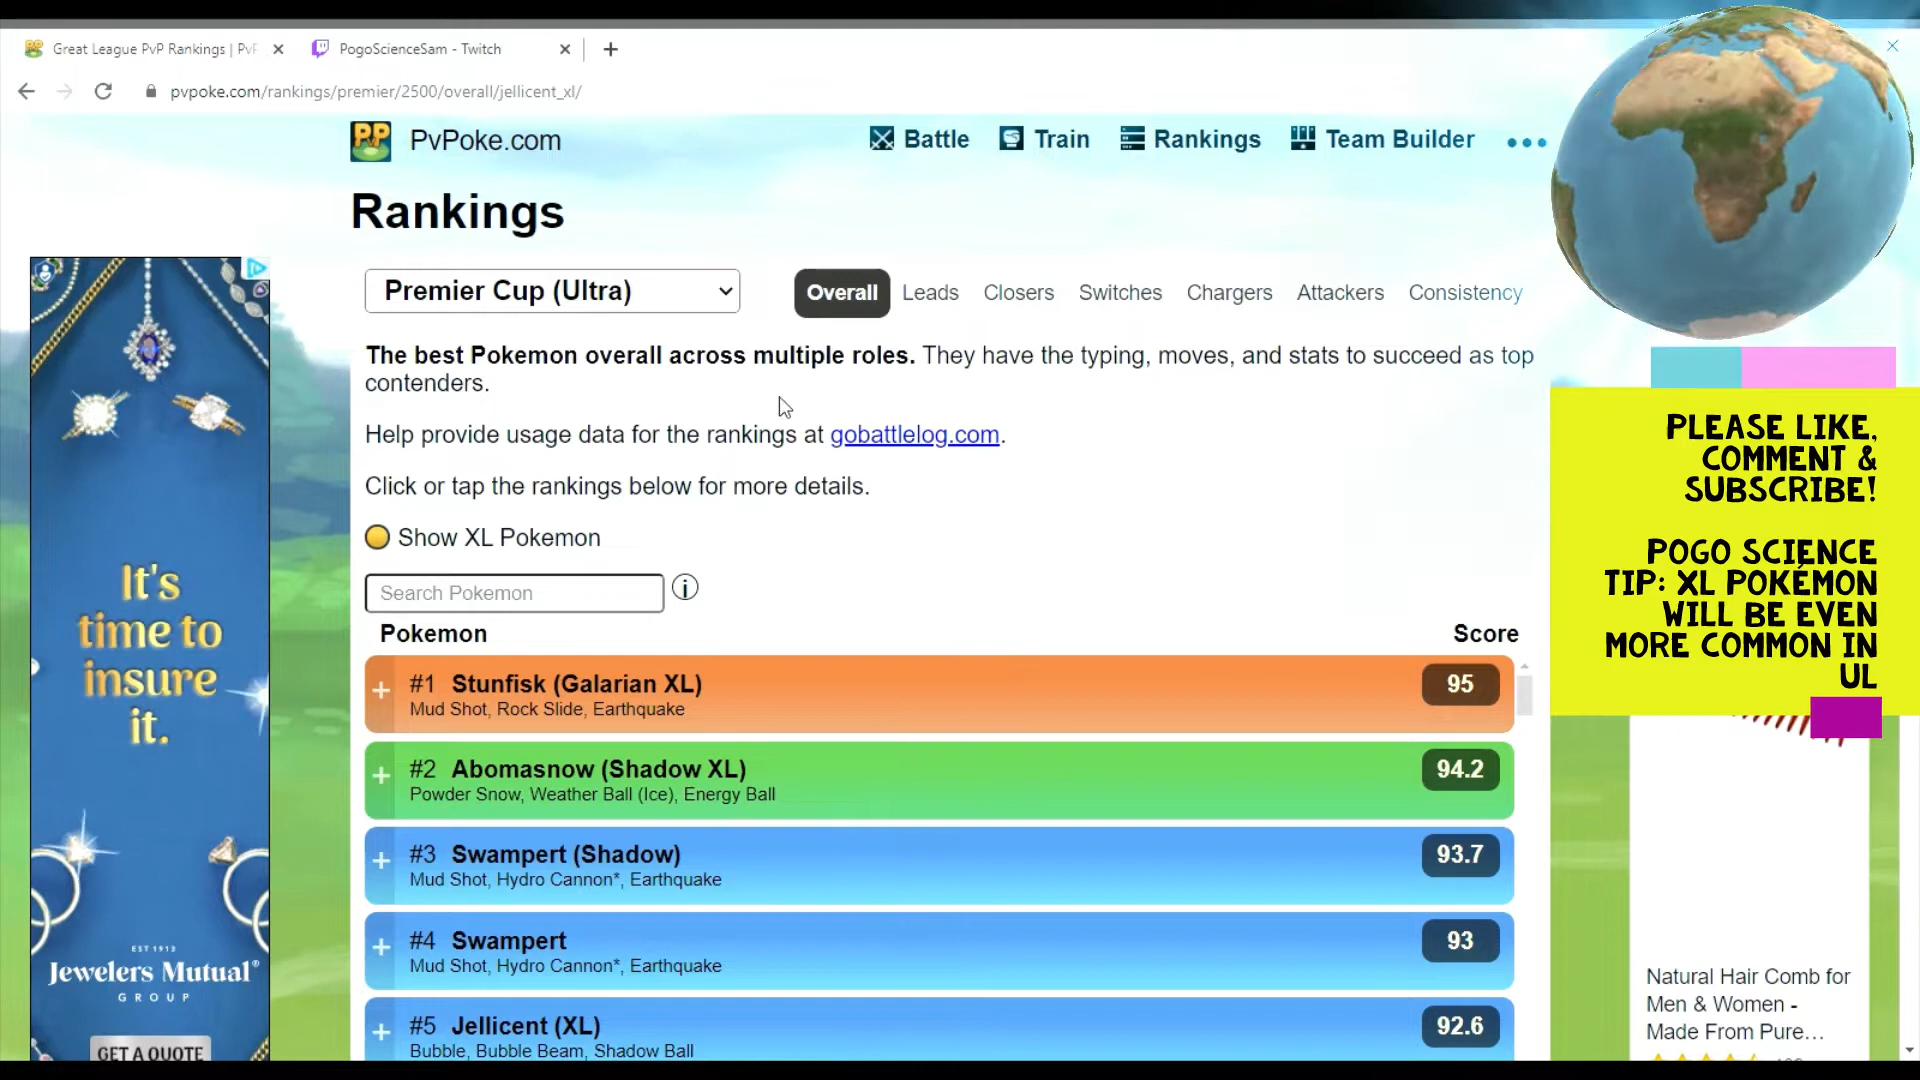 Great League PvP Rankings | PvP
PogoScienceSam - Twitch
pvpoke.com/rankings/premier/2500/overall/jellicent_xl/
PP
PvPoke.com
Battle
Train
Rankings
Team Builder
Rankings
Premier Cup (Ultra)
Overall
Leads
Closers
Switches
Chargers
Attackers
Consistency
The best Pokemon overall across multiple roles. They have the typing, moves, and stats to succeed as top
contenders.
Help provide usage data for the rankings at gobattlelog.com.
Click or tap the rankings below for more details.
Show XL Pokemon
Search Pokemon
i
Pokemon
Score
+ #1 Stunfisk (Galarian XL) 95
Mud Shot, Rock Slide, Earthquake
+ #2 Abomasnow (Shadow XL) 94.2
Powder Snow, Weather Ball (Ice), Energy Ball
+ #3 Swampert (Shadow) 93.7
Mud Shot, Hydro Cannon*, Earthquake
+ #4 Swampert 93
Mud Shot, Hydro Cannon*, Earthquake
+ #5 Jellicent (XL) 92.6
Bubble, Bubble Beam, Shadow Ball
It's
time to
insure
it.
EST 1913
Jewelers Mutual®
GROUP
GET A QUOTE
PLEASE LIKE,
COMMENT &
SUBSCRIBE!
POGO SCIENCE
TIP: XL POKÉMON
WILL BE EVEN
MORE COMMON IN
UL
Natural Hair Comb for
Men & Women -
Made From Pure...